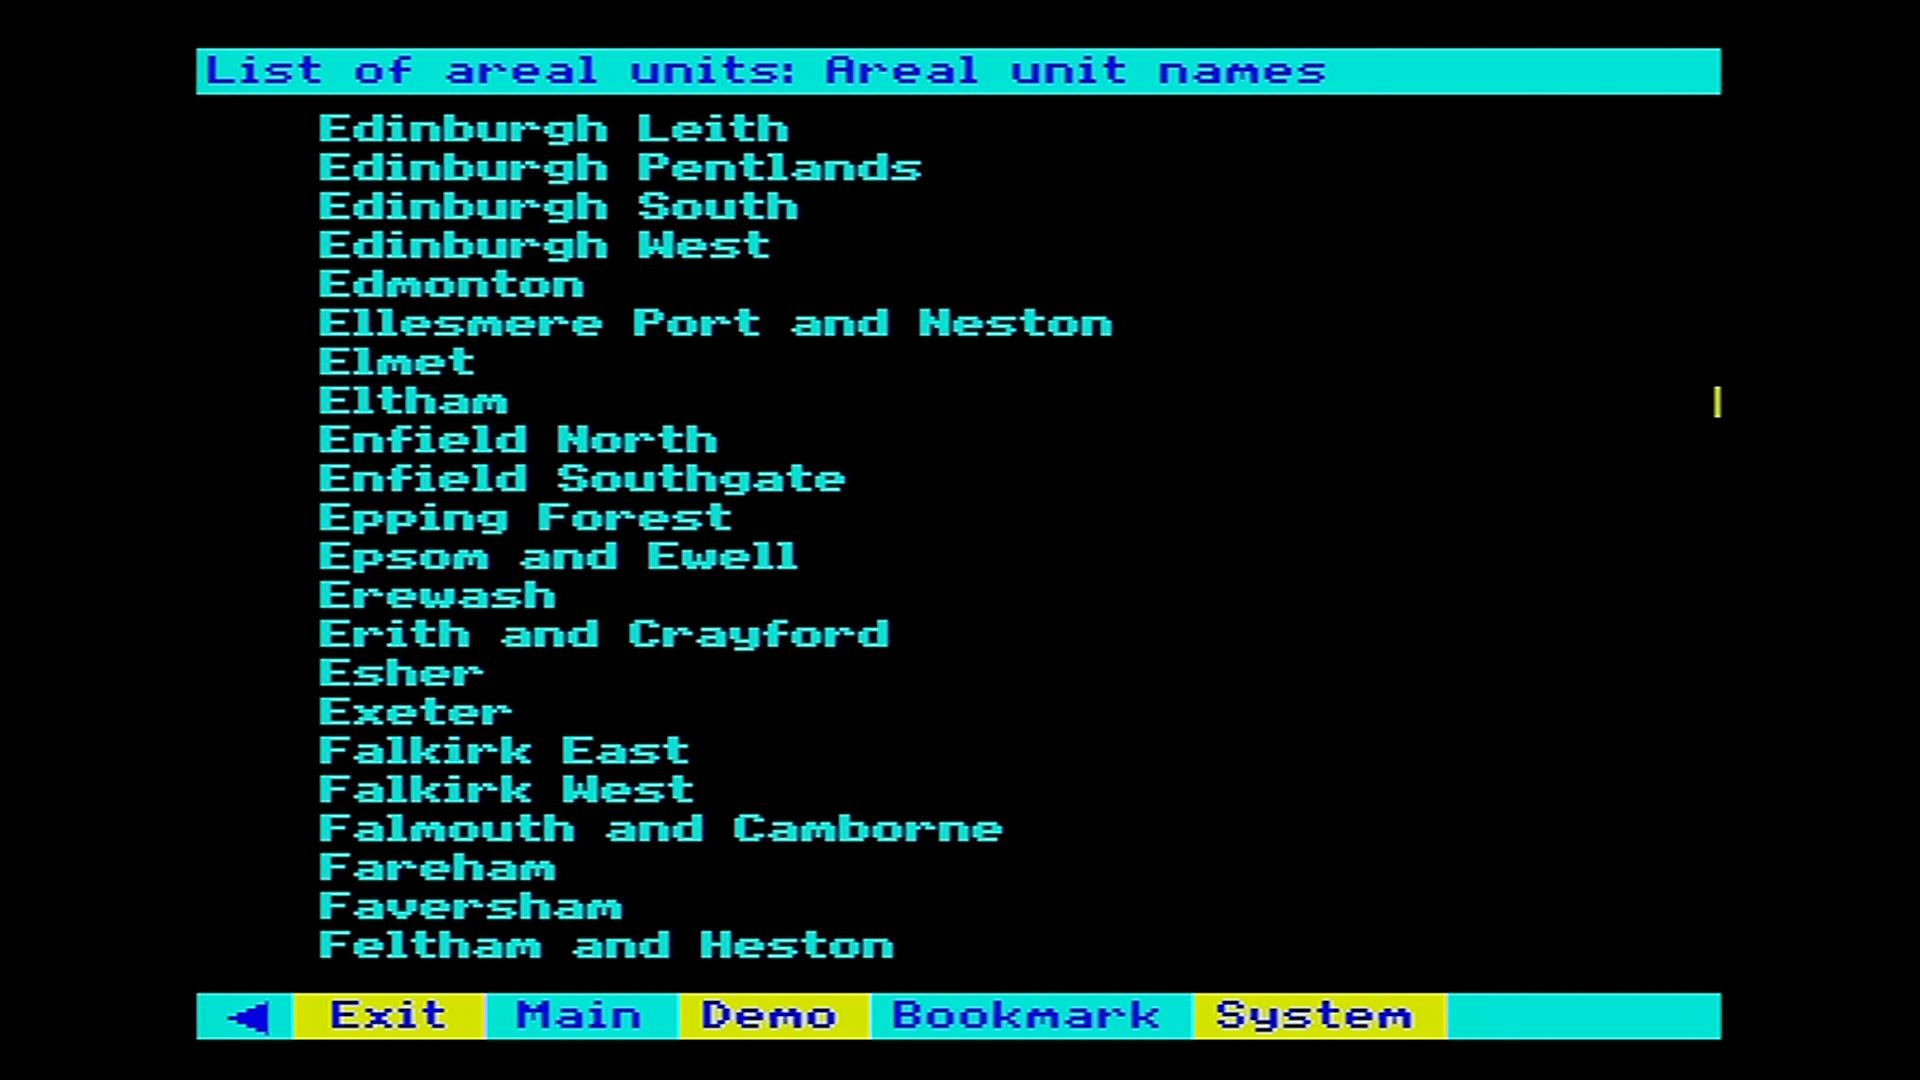 List of areal units: Areal unit names
Edinburgh Leith
Edinburgh Pentlands
Edinburgh South
Edinburgh West
Edmonton
Ellesmere Port and Neston
Elmet
Eltham
Enfield North
Enfield Southgate
Epping Forest
Epsom and Ewell
Erewash
Erith and Crayford
Esher
Exeter
Falkirk East
Falkirk West
Falmouth and Camborne
Fareham
Faversham
Feltham and Heston
Exit Main Demo Bookmark System